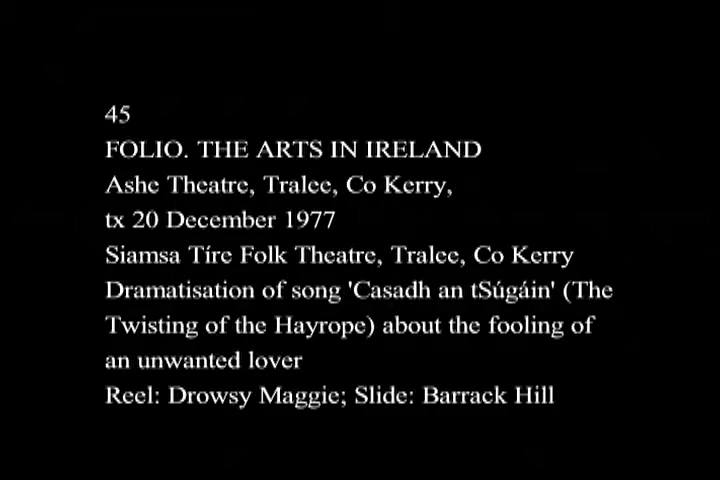 45
FOLIO. THE ARTS IN IRELAND
Ashe Theatre, Tralee, Co Kerry,
tx 20 December 1977
Siamsa Tíre Folk Theatre, Tralee, Co Kerry
Dramatisation of song 'Casadh an tSúgáin' (The
Twisting of the Hayrope) about the fooling of
an unwanted lover
Reel: Drowsy Maggie; Slide: Barrack Hill